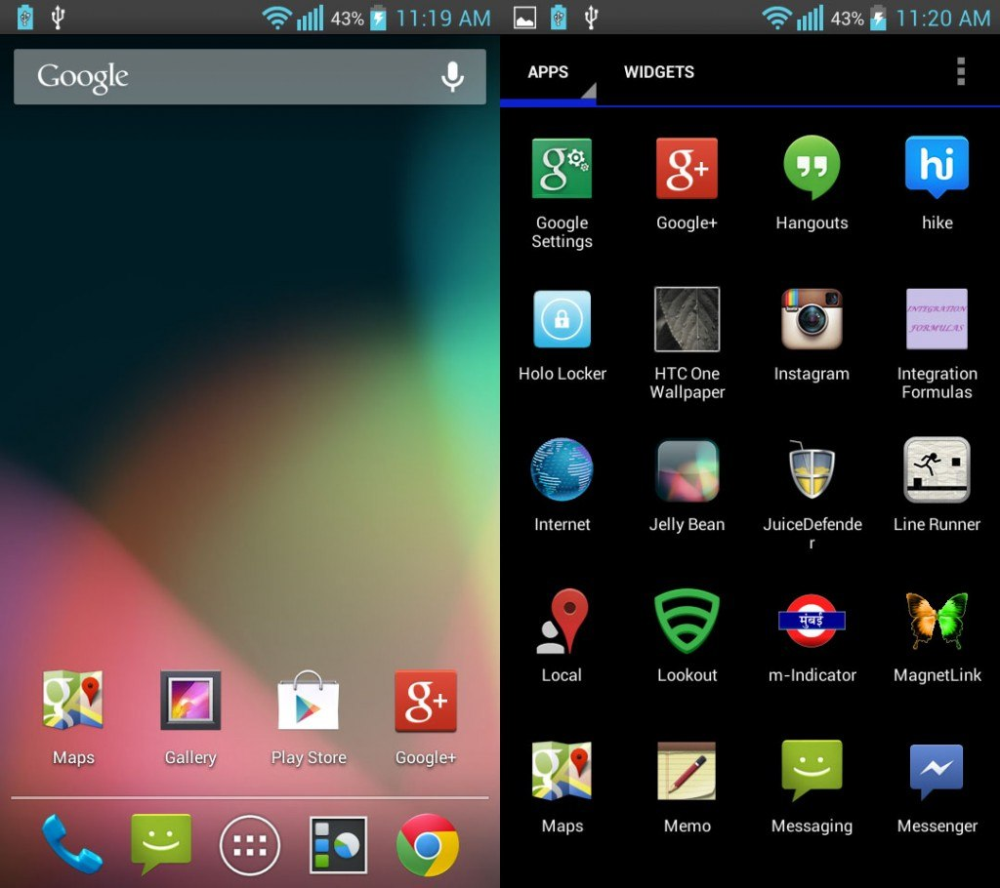 43% 11:19 AM
Google
Maps Gallery Play Store Google+
43% 11:20 AM
APPS WIDGETS
g g+ hi
Google
Settings
Google+
Hangouts
hike
Holo Locker
HTC One
Wallpaper
Instagram
INTEGRATION
FORMULAS
Integration
Formulas
Internet
Jelly Bean
JuiceDefende
r
Line Runner
मुंबई
Local
Lookout
m-Indicator
MagnetLink
Maps
Memo
Messaging
Messenger